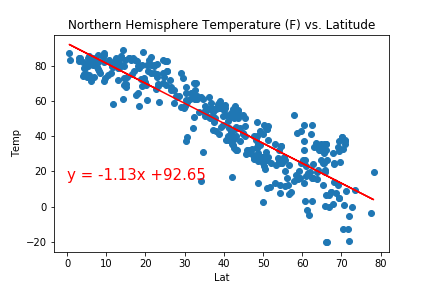 Northern Hemisphere Temperature (F) vs. Latitude
80
60
40
20
0
−20
Temp
y = -1.13x +92.65
0 10 20 30 40 50 60 70 80
Lat